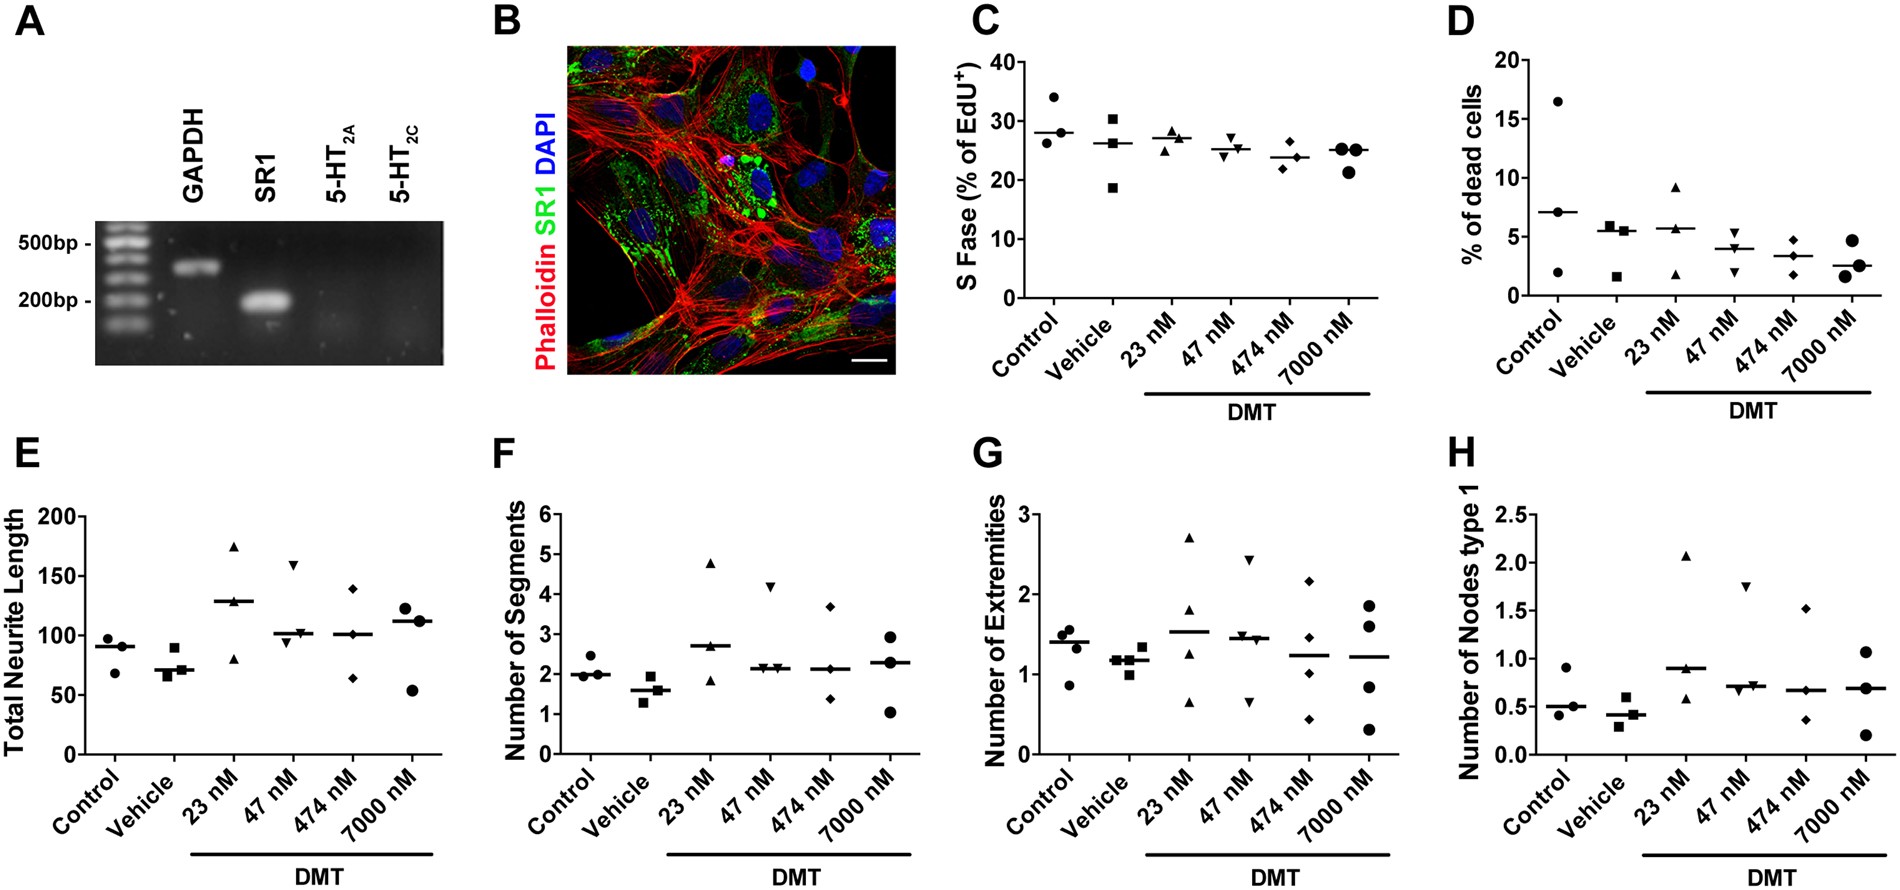 A
GAPDH
SR1
5-HT2A
5-HT2C
500bp -
200bp -
B
Phalloidin SR1 DAPI
C
S Fase (% of EdU+)
40
30
20
10
0
Control
Vehicle
23 nM
47 nM
474 nM
7000 nM
DMT
D
% of dead cells
20
15
10
5
0
Control
Vehicle
23 nM
47 nM
474 nM
7000 nM
DMT
E
Total Neurite Length
200
150
100
50
0
Control
Vehicle
23 nM
47 nM
474 nM
7000 nM
DMT
F
Number of Segments
6
5
4
3
2
1
0
Control
Vehicle
23 nM
47 nM
474 nM
7000 nM
DMT
G
Number of Extremities
3
2
1
0
Control
Vehicle
23 nM
47 nM
474 nM
7000 nM
DMT
H
Number of Nodes type 1
2.5
2.0
1.5
1.0
0.5
0.0
Control
Vehicle
23 nM
47 nM
474 nM
7000 nM
DMT